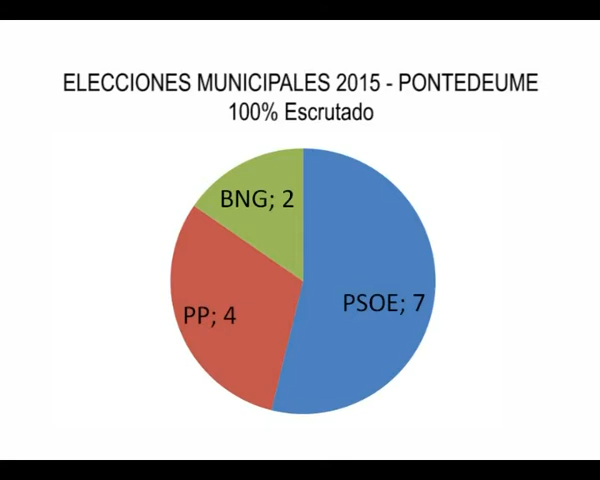 ELECCIONES MUNICIPALES 2015 - PONTEDEUME
100% Escrutado
BNG; 2
PSOE; 7
PP; 4